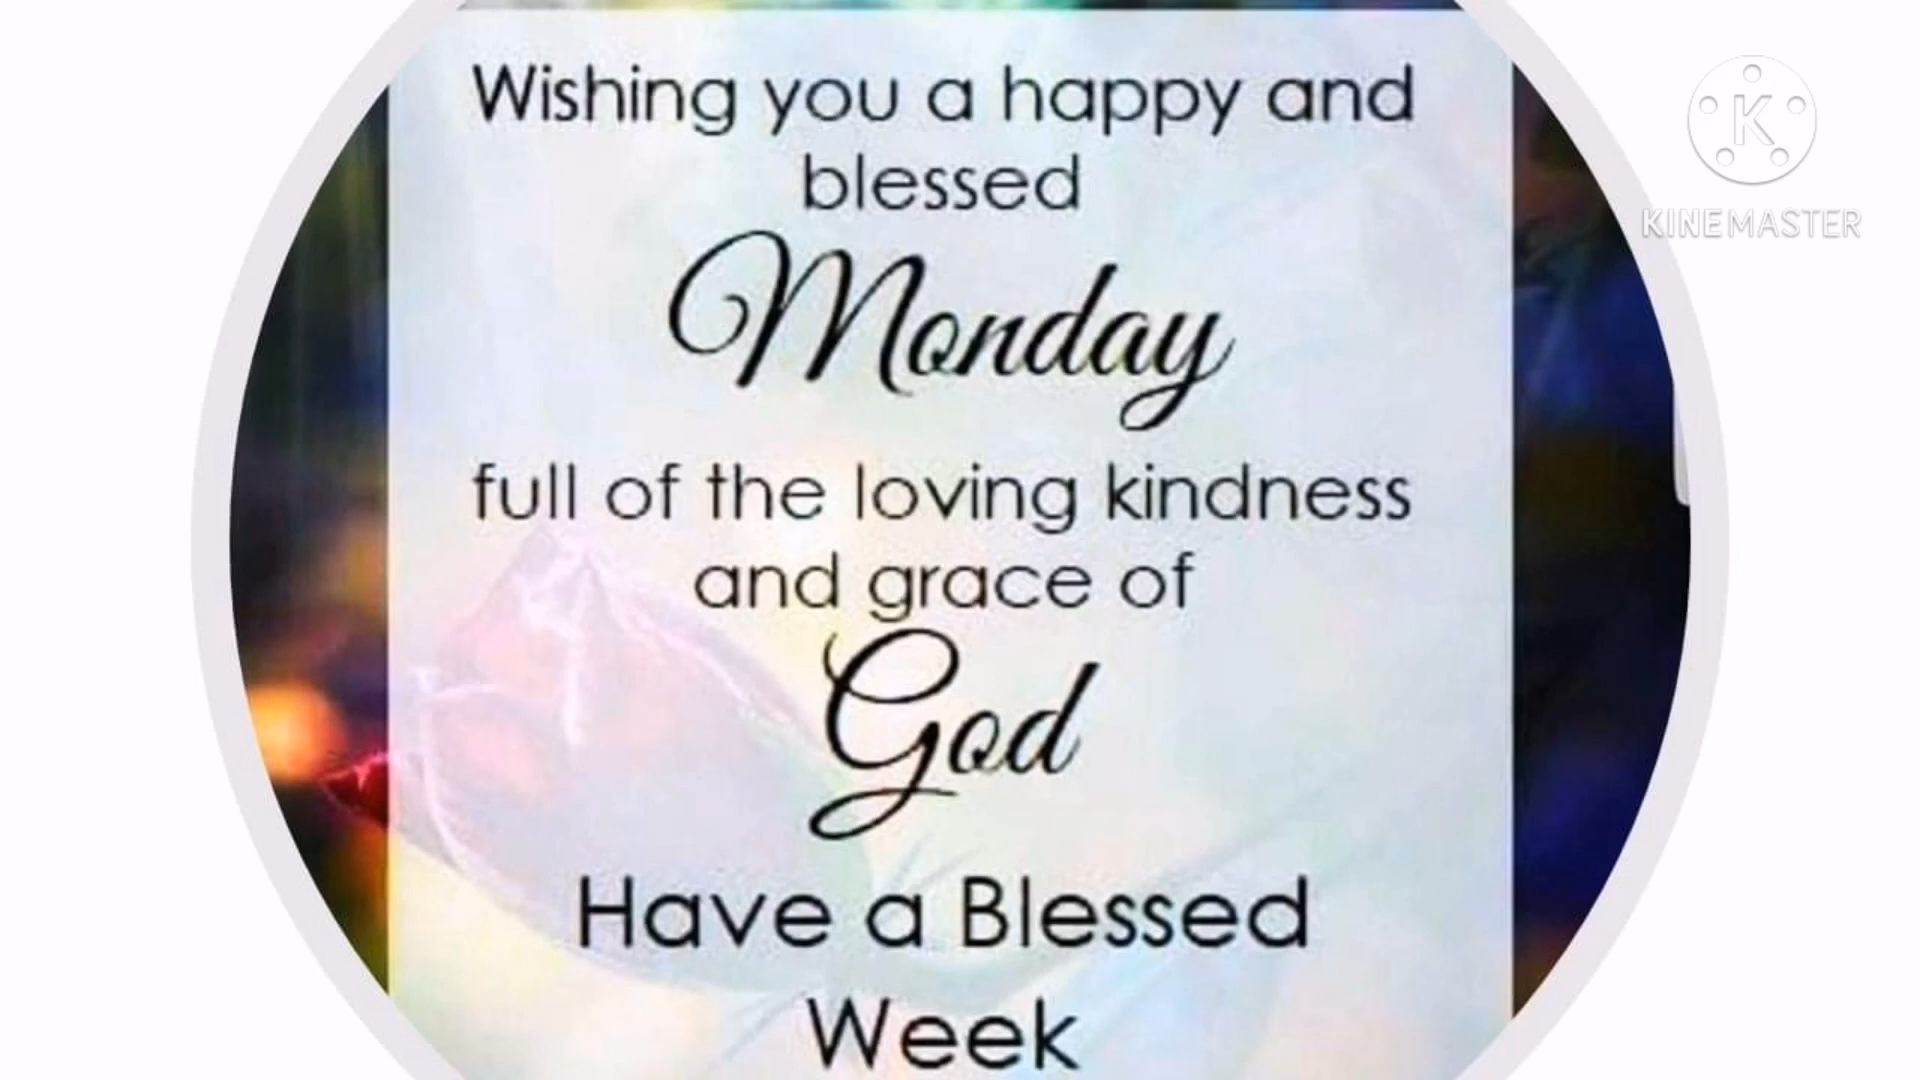 Wishing you a happy and
blessed
Monday
full of the loving kindness
and grace of
God
Have a Blessed
Week
K
KINEMASTER